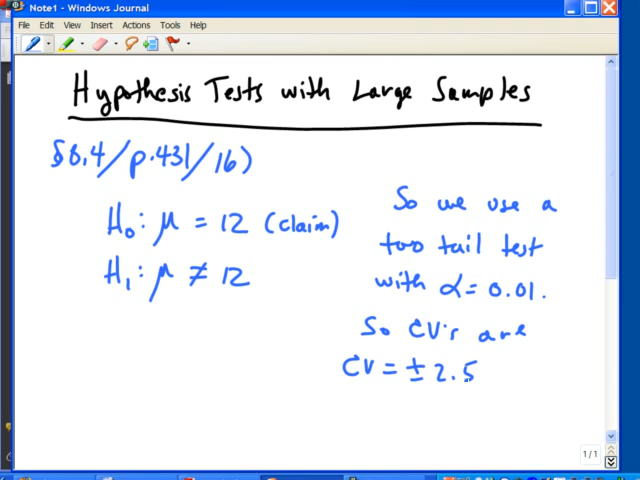 Note1 - Windows Journal
File Edit View Insert Actions Tools Help
Hypothesis Tests with Large Samples
§8.4/p.431/16)
H₀: μ = 12 (claim)
H₁: μ ≠ 12
So we use a
two tail test
with α = 0.01.
So CV's are
CV = ± 2.5
1/1